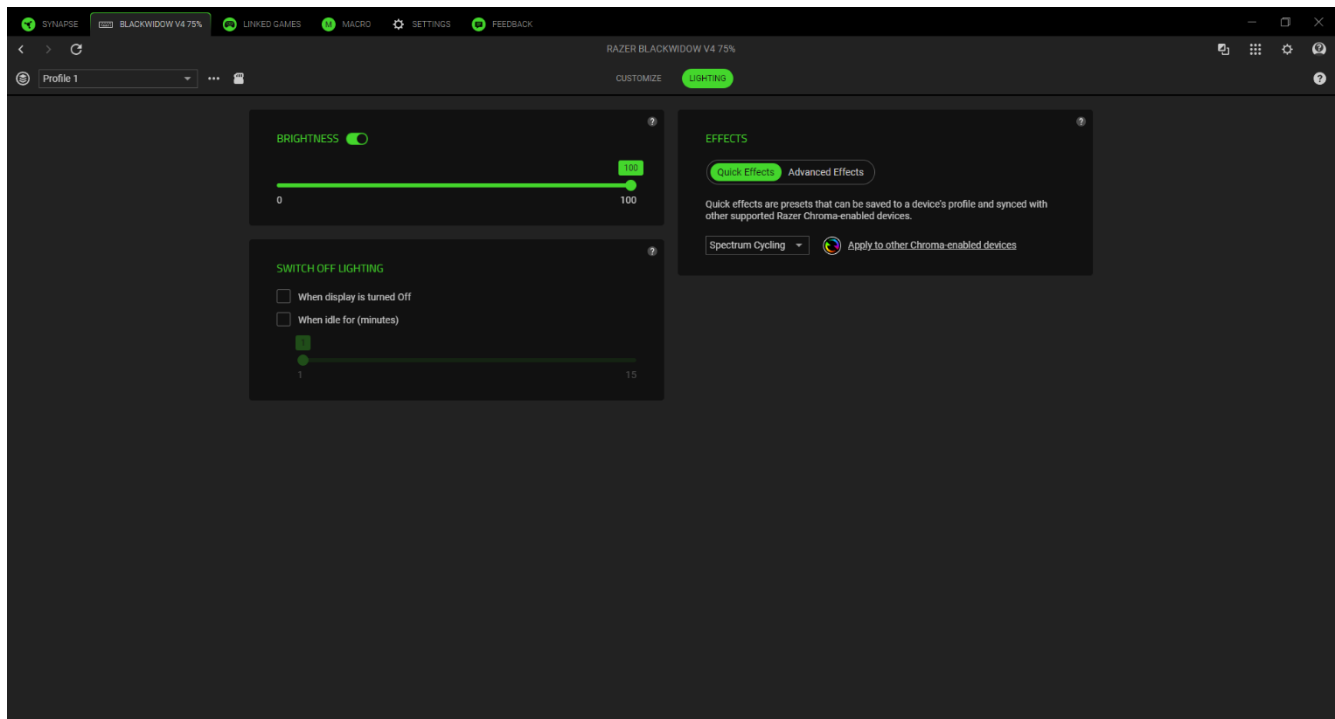 SYNAPSE BLACKWIDOW V4 75% LINKED GAMES M MACRO SETTINGS FEEDBACK
RAZER BLACKWIDOW V4 75%
Profile 1 CUSTOMIZE LIGHTING ?
BRIGHTNESS ?
100
0 100
SWITCH OFF LIGHTING ?
When display is turned Off
When idle for (minutes)
1
1 15
EFFECTS ?
Quick Effects Advanced Effects
Quick effects are presets that can be saved to a device's profile and synced with
other supported Razer Chroma-enabled devices.
Spectrum Cycling Apply to other Chroma-enabled devices